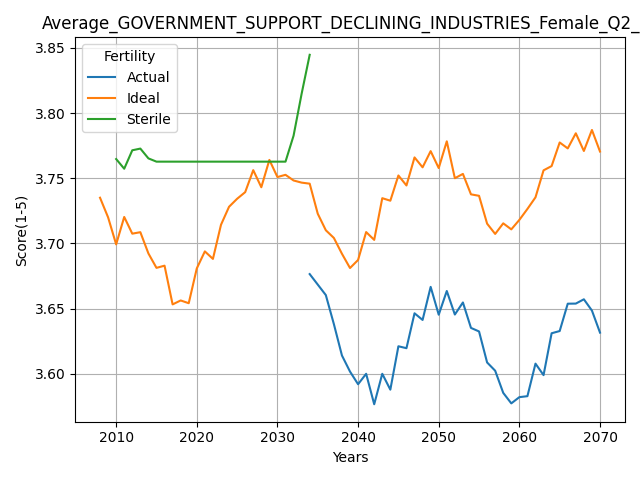 Average_GOVERNMENT_SUPPORT_DECLINING_INDUSTRIES_Female_Q2_
Fertility
Actual
Ideal
Sterile
Score(1-5)
3.85
3.80
3.75
3.70
3.65
3.60
2010 2020 2030 2040 2050 2060 2070
Years